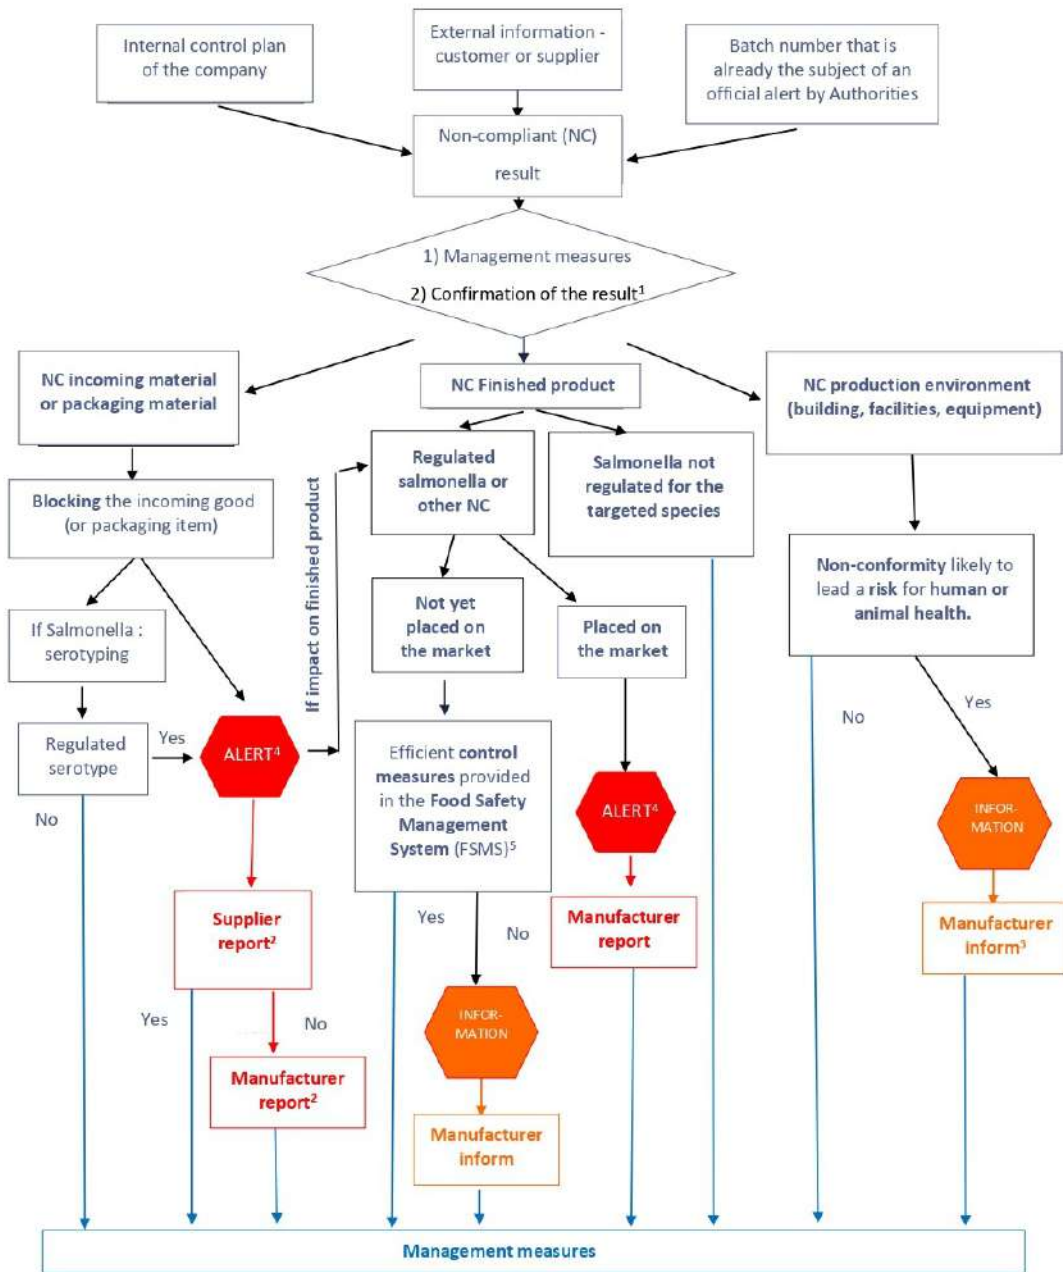 Internal control plan
of the company
External information -
customer or supplier
Batch number that is
already the subject of an
official alert by Authorities
Non-compliant (NC)
result
1) Management measures
2) Confirmation of the result¹
NC incoming material
or packaging material
NC Finished product
NC production environment
(building, facilities, equipment)
Blocking the incoming good
(or packaging item)
If impact on finished product
Regulated
salmonella or
other NC
Salmonella not
regulated for the
targeted species
Non-conformity likely to
lead a risk for human or
animal health.
If Salmonella :
serotyping
Not yet
placed on
the market
Placed on
the market
No
Yes
Regulated
serotype
Yes
ALERT⁴
No
Efficient control
measures provided
in the Food Safety
Management
System (FSMS)⁵
ALERT⁴
INFOR-
MATION
Supplier
report²
Yes
No
Manufacturer
report
Manufacturer
inform³
Yes
No
INFOR-
MATION
Manufacturer
report²
Manufacturer
inform
Management measures